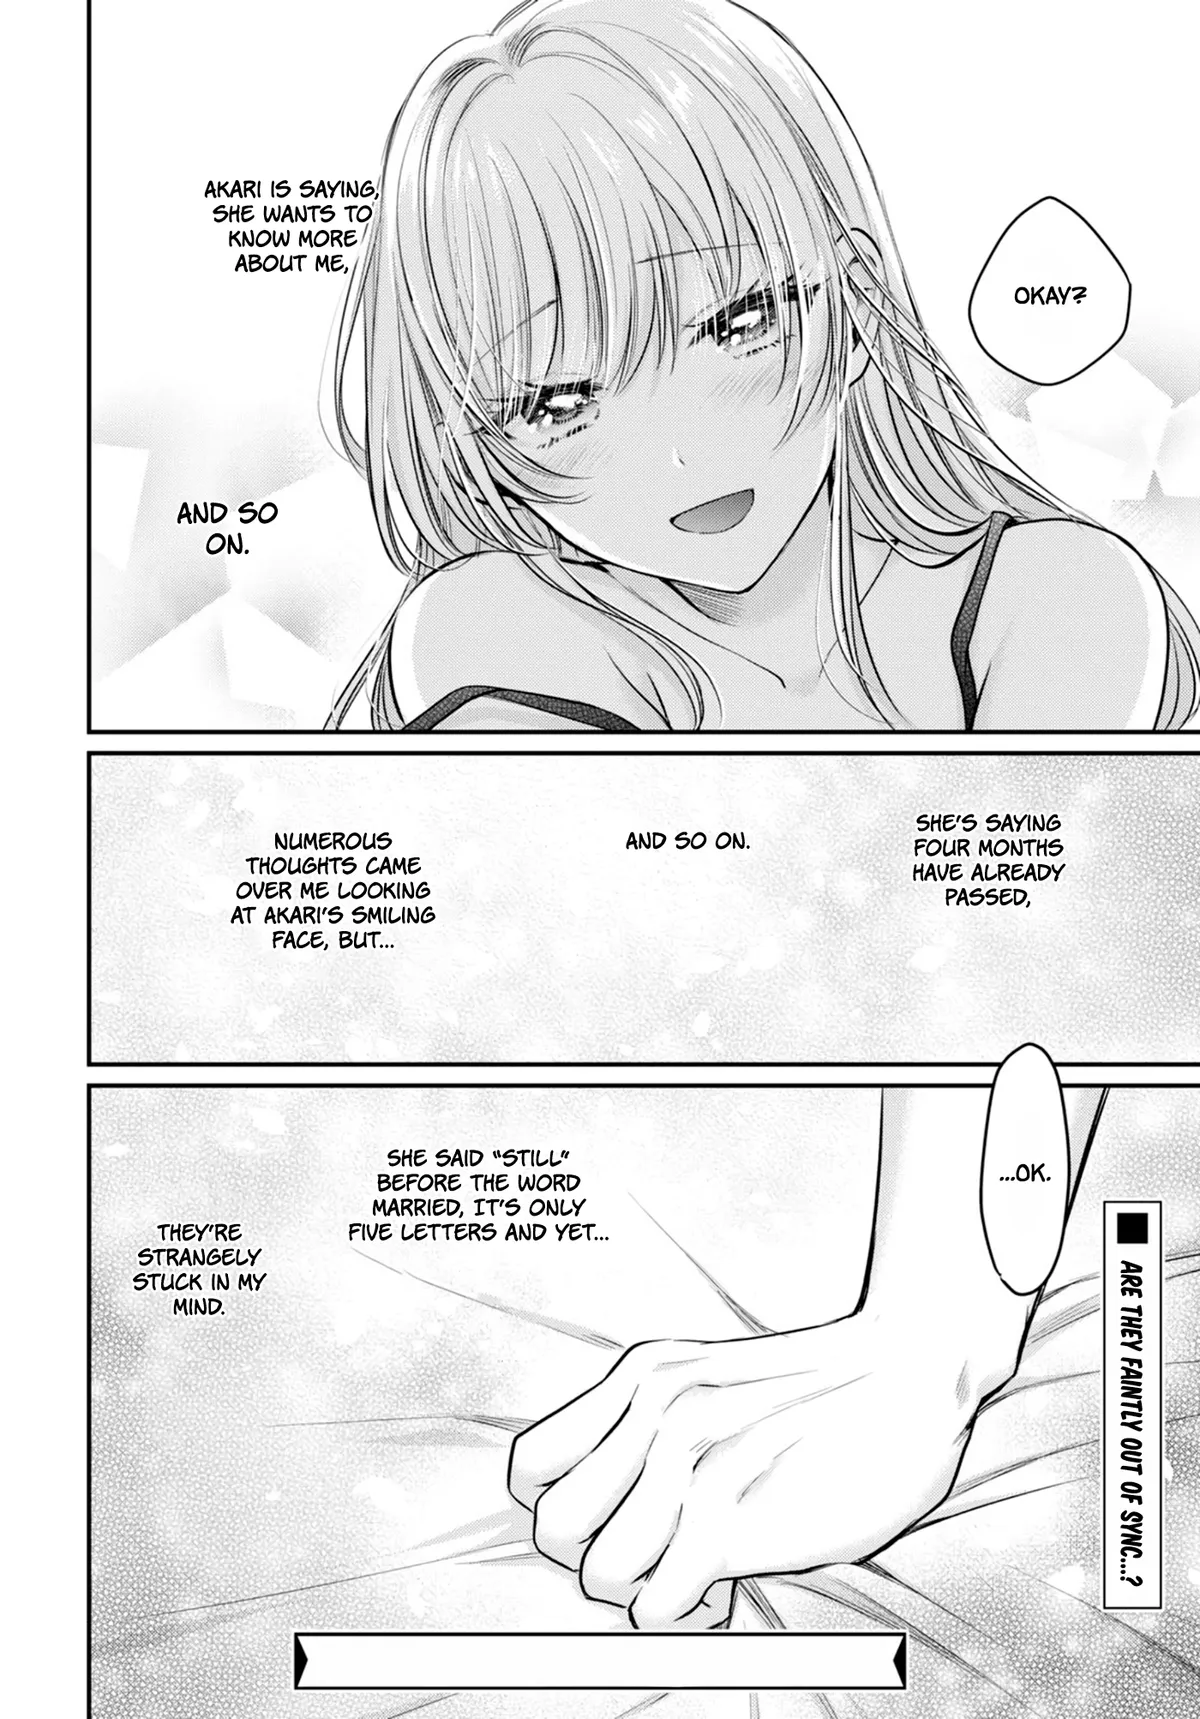 OKAY?
AKARI IS SAYING,
SHE WANTS TO
KNOW MORE
ABOUT ME,
AND SO
ON.
SHE'S SAYING
FOUR MONTHS
HAVE ALREADY
PASSED,
AND SO ON.
NUMEROUS
THOUGHTS CAME
OVER ME LOOKING
AT AKARI'S SMILING
FACE, BUT...
...OK.
SHE SAID "STILL"
BEFORE THE WORD
MARRIED, IT'S ONLY
FIVE LETTERS AND YET...
THEY'RE
STRANGELY
STUCK IN MY
MIND.
■ ARE THEY FAINTLY OUT OF SYNC...?